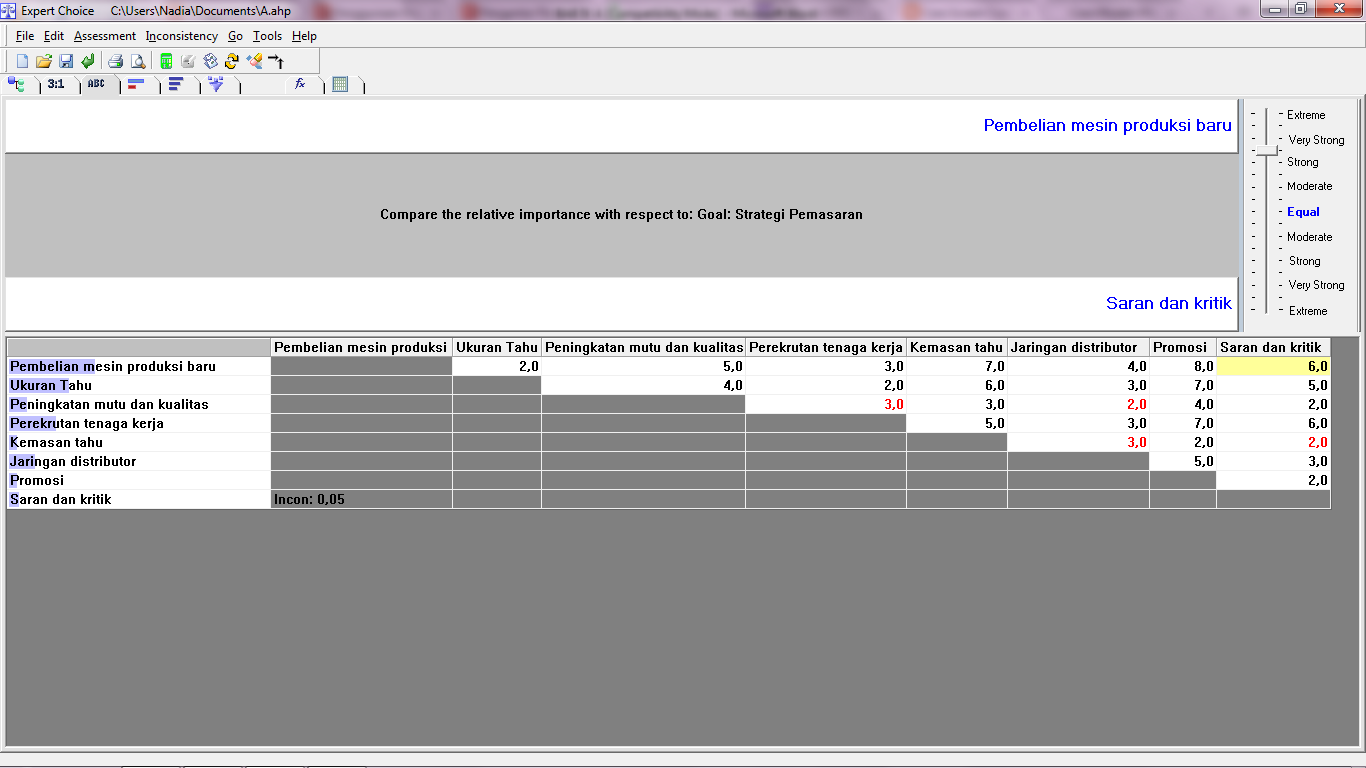 Expert Choice C:\Users\Nadia\Documents\A.ahp
File Edit Assessment Inconsistency Go Tools Help
3:1 ABC fx
Pembelian mesin produksi baru
Compare the relative importance with respect to: Goal: Strategi Pemasaran
Saran dan kritik
Extreme
Very Strong
Strong
Moderate
Equal
Moderate
Strong
Very Strong
Extreme
Pembelian mesin produksi Ukuran Tahu Peningkatan mutu dan kualitas Perekrutan tenaga kerja Kemasan tahu Jaringan distributor Promosi Saran dan kritik
Pembelian mesin produksi baru 2,0 5,0 3,0 7,0 4,0 8,0 6,0
Ukuran Tahu 4,0 2,0 6,0 3,0 7,0 5,0
Peningkatan mutu dan kualitas 3,0 3,0 2,0 4,0 2,0
Perekrutan tenaga kerja 5,0 3,0 7,0 6,0
Kemasan tahu 3,0 2,0 2,0
Jaringan distributor 5,0 3,0
Promosi 2,0
Saran dan kritik Incon: 0,05